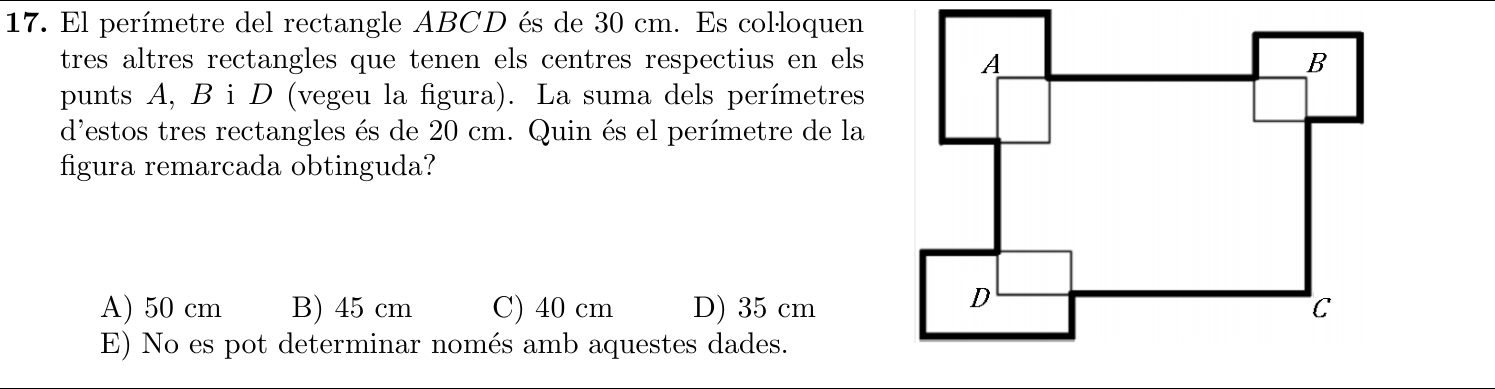 17. El perímetre del rectangle ABCD és de 30 cm. Es col·loquen
tres altres rectangles que tenen els centres respectius en els
punts A, B i D (vegeu la figura). La suma dels perímetres
d'estos tres rectangles és de 20 cm. Quin és el perímetre de la
figura remarcada obtinguda?
A) 50 cm B) 45 cm C) 40 cm D) 35 cm
E) No es pot determinar només amb aquestes dades.
A
B
D
C